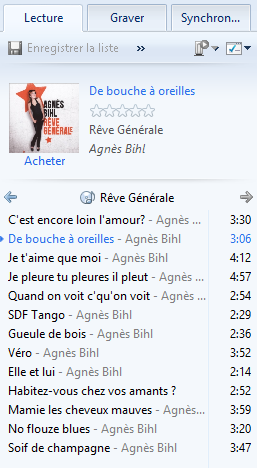 Lecture Graver Synchron...
Enregistrer la liste »
De bouche à oreilles
AGNÈS
BIHL
RÊVE
GÉNÉRALE
Rêve Générale
Agnès Bihl
Acheter
Rêve Générale
C'est encore loin l'amour? - Agnès ... 3:30
De bouche à oreilles - Agnès Bihl 3:06
Je t'aime que moi - Agnès Bihl 4:12
Je pleure tu pleures il pleut - Agnès ... 4:57
Quand on voit c'qu'on voit - Agnès ... 2:54
SDF Tango - Agnès Bihl 2:29
Gueule de bois - Agnès Bihl 2:36
Véro - Agnès Bihl 3:52
Elle et lui - Agnès Bihl 2:14
Habitez-vous chez vos amants ? 2:52
Mamie les cheveux mauves - Agnès... 3:59
No flouze blues - Agnès Bihl 3:20
Soif de champagne - Agnès Bihl 3:47